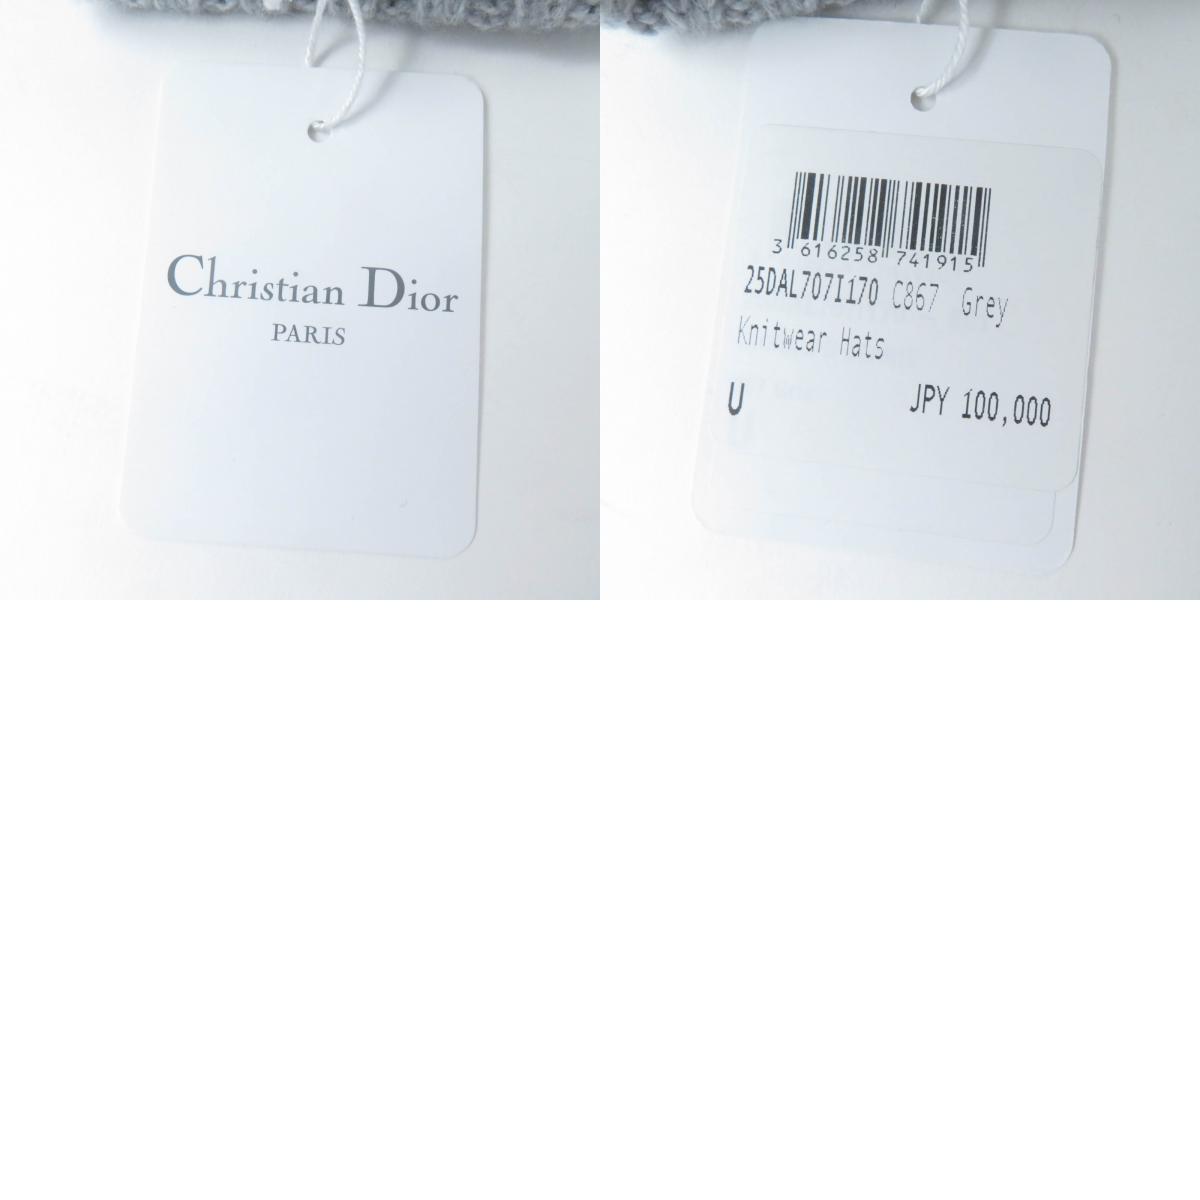 Christian Dior
PARIS
3 616258 741915
25DAL707I170 C867 Grey
Knitwear Hats
U JPY 100,000